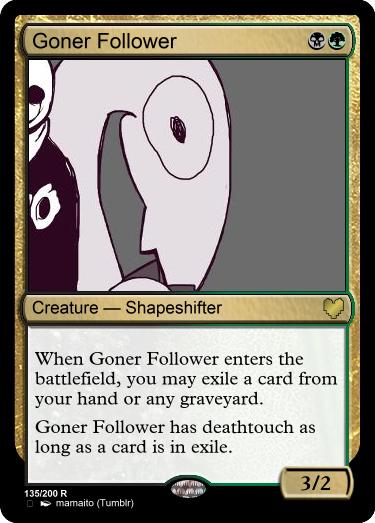 Goner Follower
Creature — Shapeshifter
When Goner Follower enters the
battlefield, you may exile a card from
your hand or any graveyard.
Goner Follower has deathtouch as
long as a card is in exile.
3/2
135/200 R
mamaito (Tumblr)